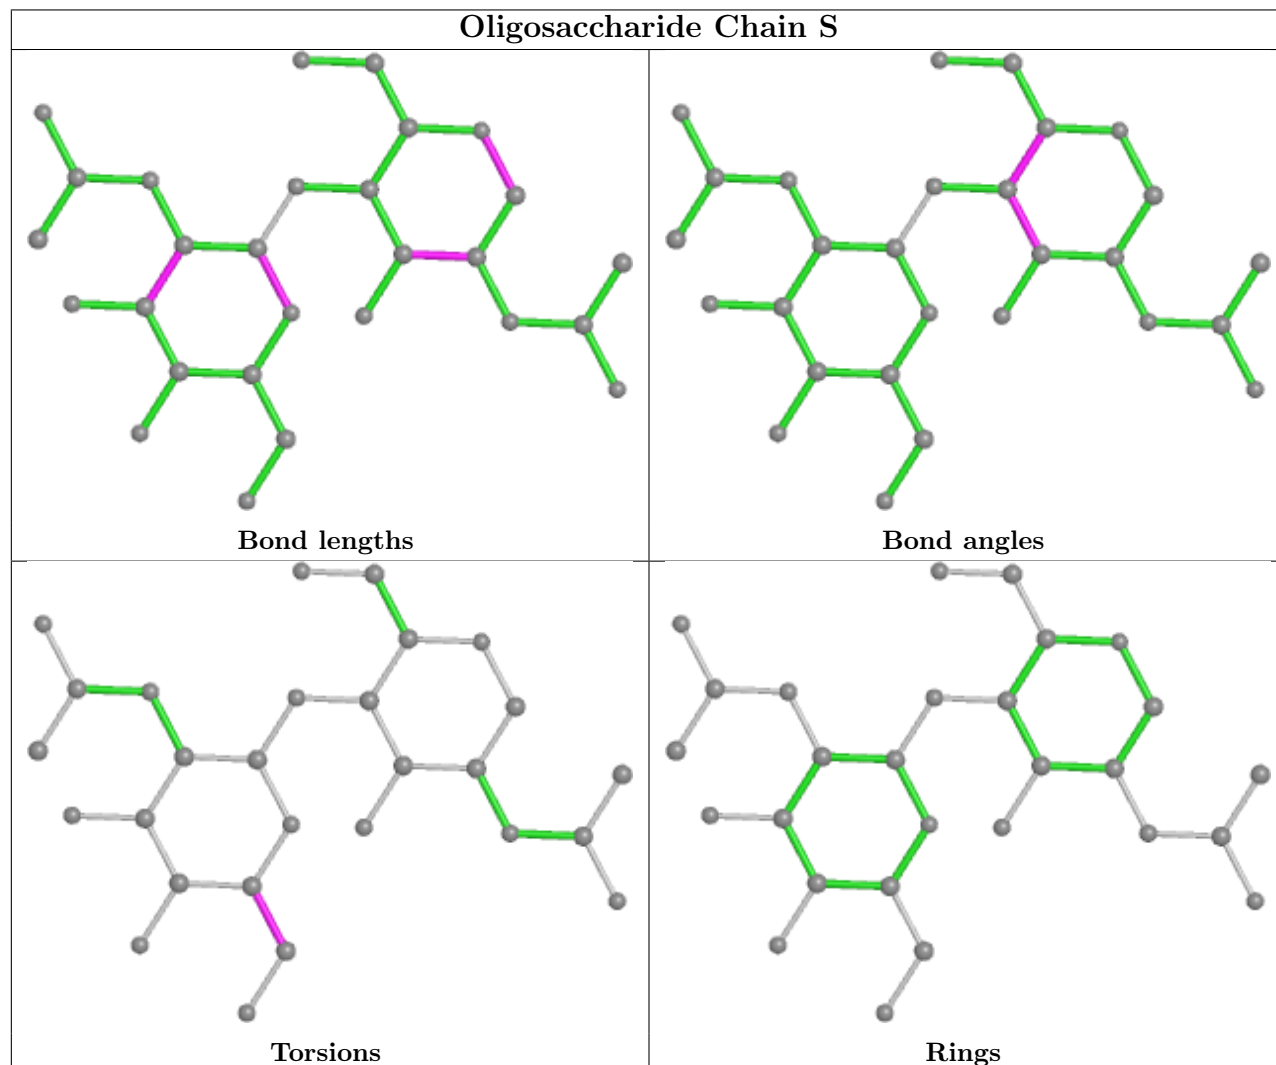 Oligosaccharide Chain S
Bond lengths
Bond angles
Torsions
Rings